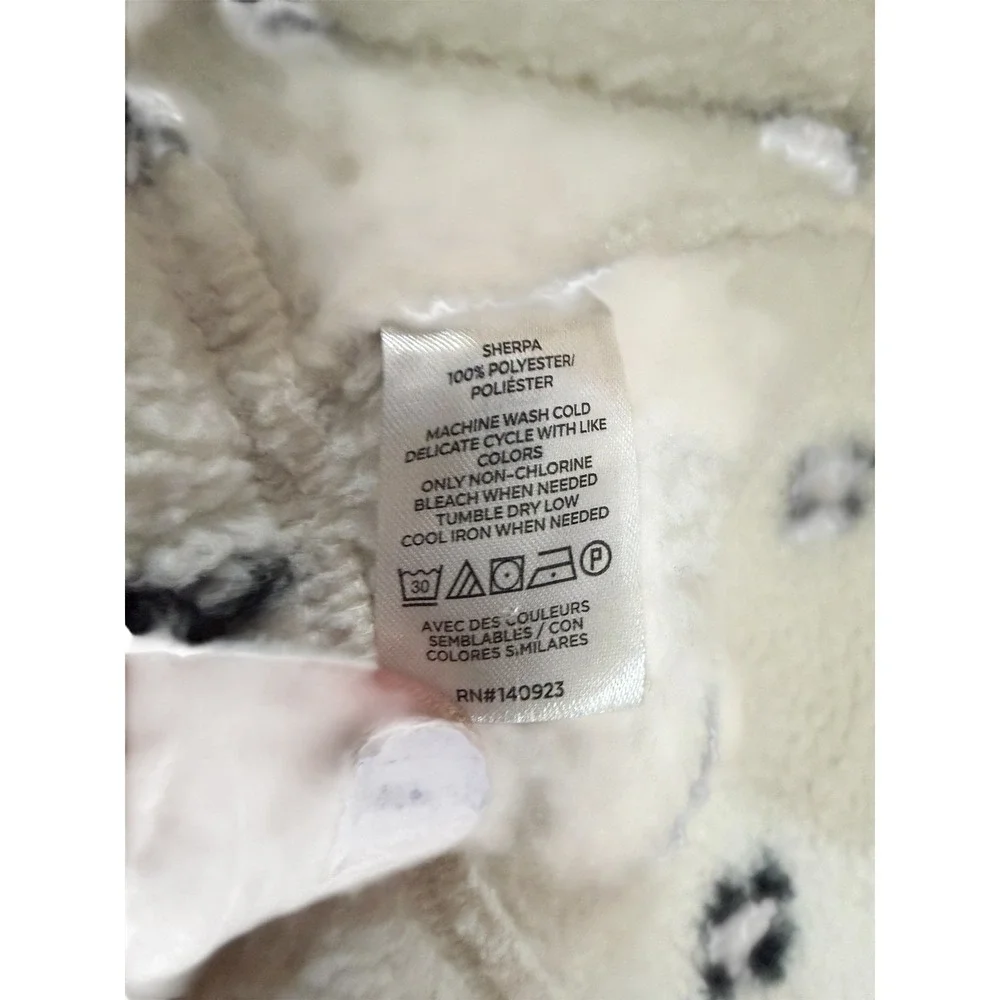 SHERPA
100% POLYESTER/
POLIÉSTER
MACHINE WASH COLD
DELICATE CYCLE WITH LIKE
COLORS
ONLY NON-CHLORINE
BLEACH WHEN NEEDED
TUMBLE DRY LOW
COOL IRON WHEN NEEDED
30 P
AVEC DES COULEURS
SEMBLABLES / CON
COLORES SIMILARES
RN#140923